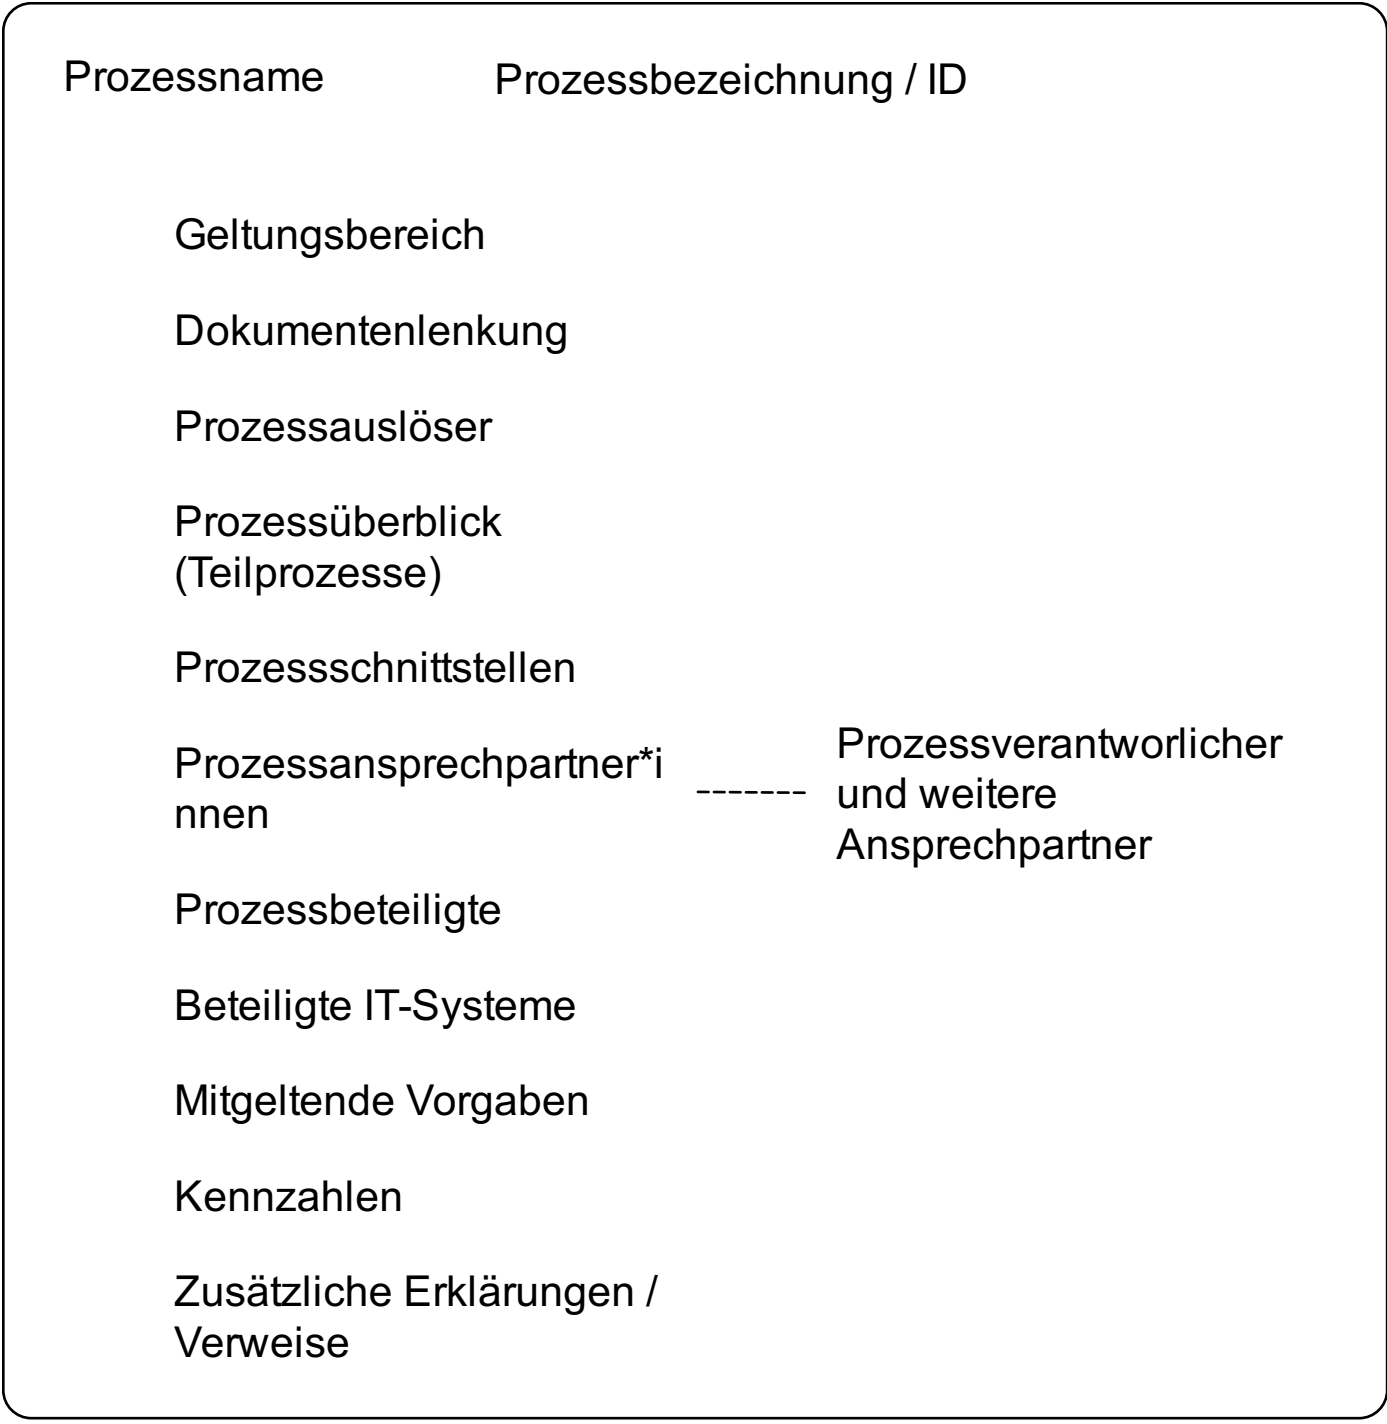 Prozessname
Prozessbezeichnung / ID
Geltungsbereich
Dokumentenlenkung
Prozessauslöser
Prozessüberblick
(Teilprozesse)
Prozessschnittstellen
Prozessansprechpartner*i
nnen
Prozessverantworlicher
und weitere
Ansprechpartner
Prozessbeteiligte
Beteiligte IT-Systeme
Mitgeltende Vorgaben
Kennzahlen
Zusätzliche Erklärungen /
Verweise